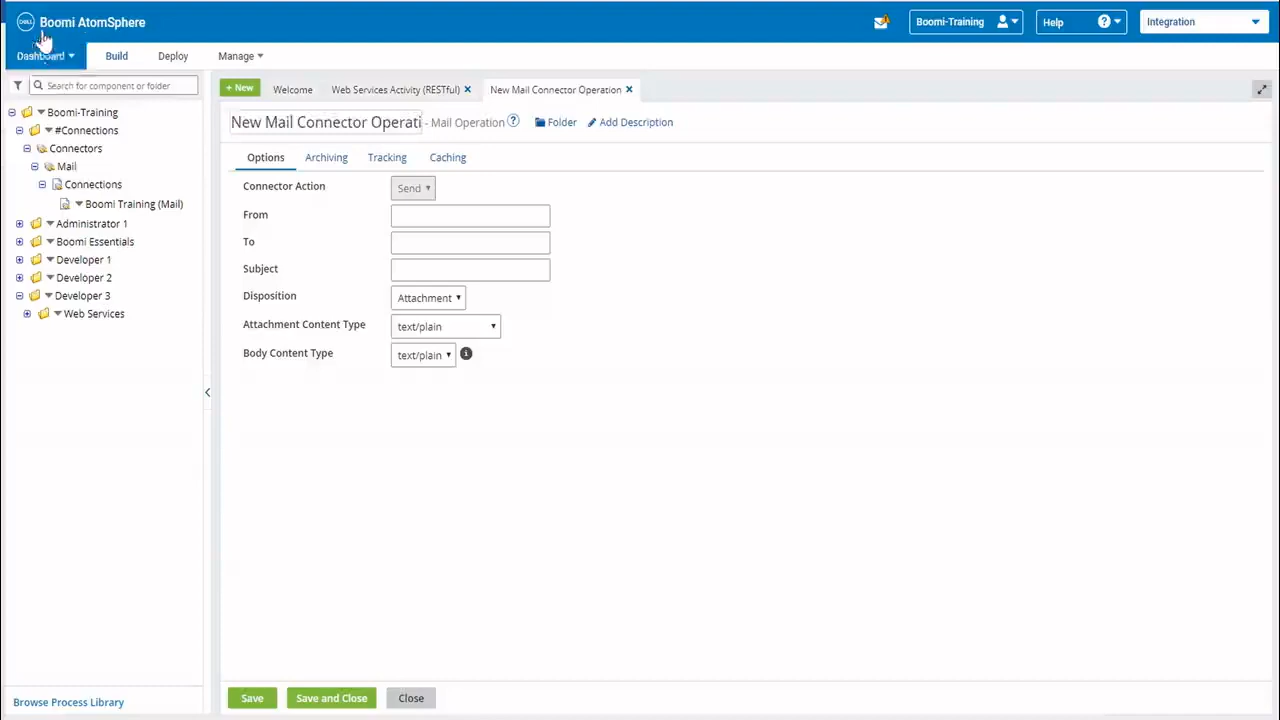 DELL Boomi AtomSphere
Boomi-Training
Help
Integration
Dashboard
Build
Deploy
Manage
Search for component or folder
+ New
Welcome
Web Services Activity (RESTful)
New Mail Connector Operation
Boomi-Training
#Connections
Connectors
Mail
Connections
Boomi Training (Mail)
Administrator 1
Boomi Essentials
Developer 1
Developer 2
Developer 3
Web Services
New Mail Connector Operati - Mail Operation
Folder
Add Description
Options
Archiving
Tracking
Caching
Connector Action
Send
From
To
Subject
Disposition
Attachment
Attachment Content Type
text/plain
Body Content Type
text/plain
Browse Process Library
Save
Save and Close
Close